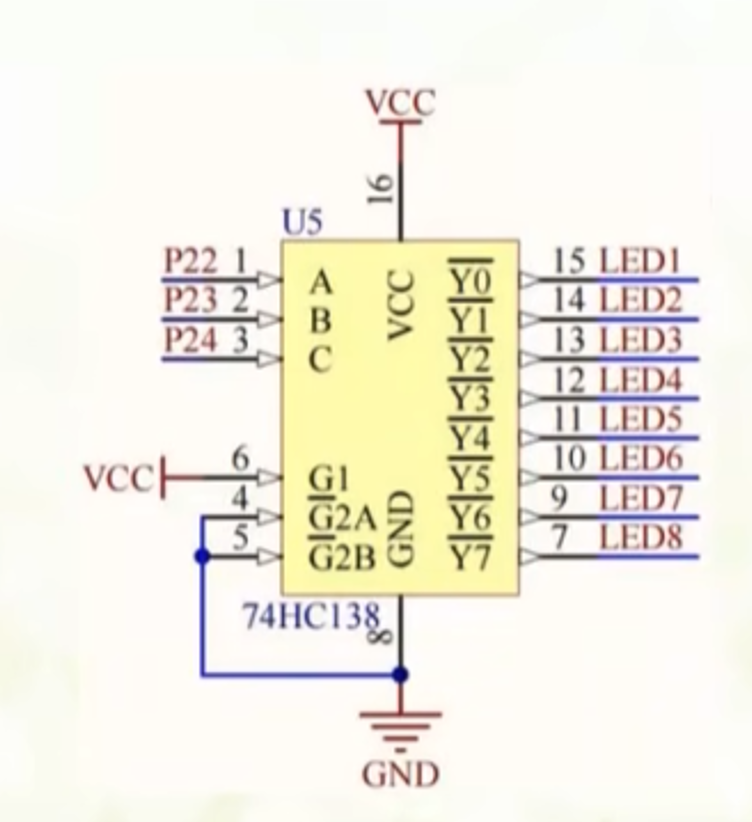 VCC
16
U5
P22 1 A VCC Y0 15 LED1
P23 2 B Y1 14 LED2
P24 3 C Y2 13 LED3
Y3 12 LED4
Y4 11 LED5
VCC 6 G1 Y5 10 LED6
4 G2A GND Y6 9 LED7
5 G2B Y7 7 LED8
74HC138
8
GND